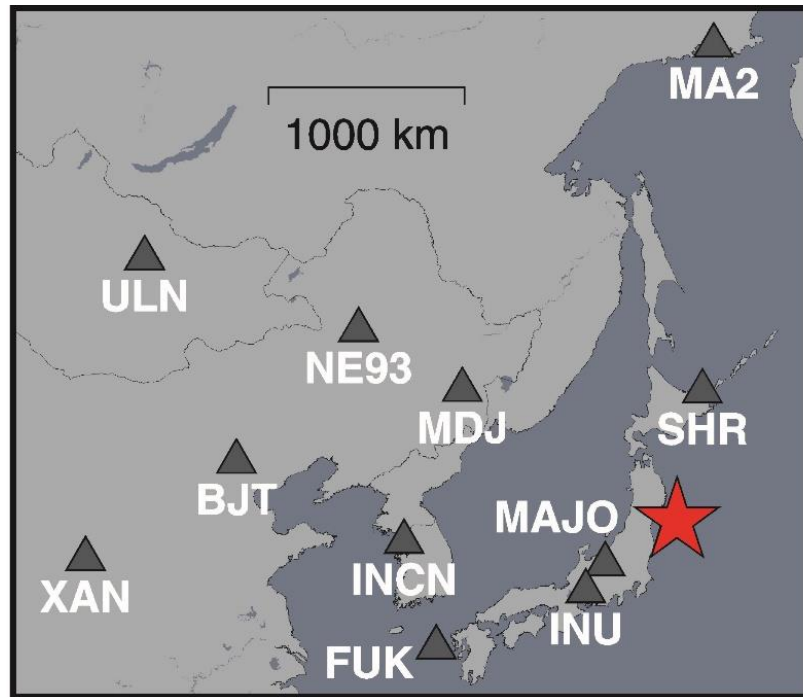 MA2
1000 km
ULN
NE93
MDJ
SHR
BJT
MAJO
XAN
INCN
INU
FUK